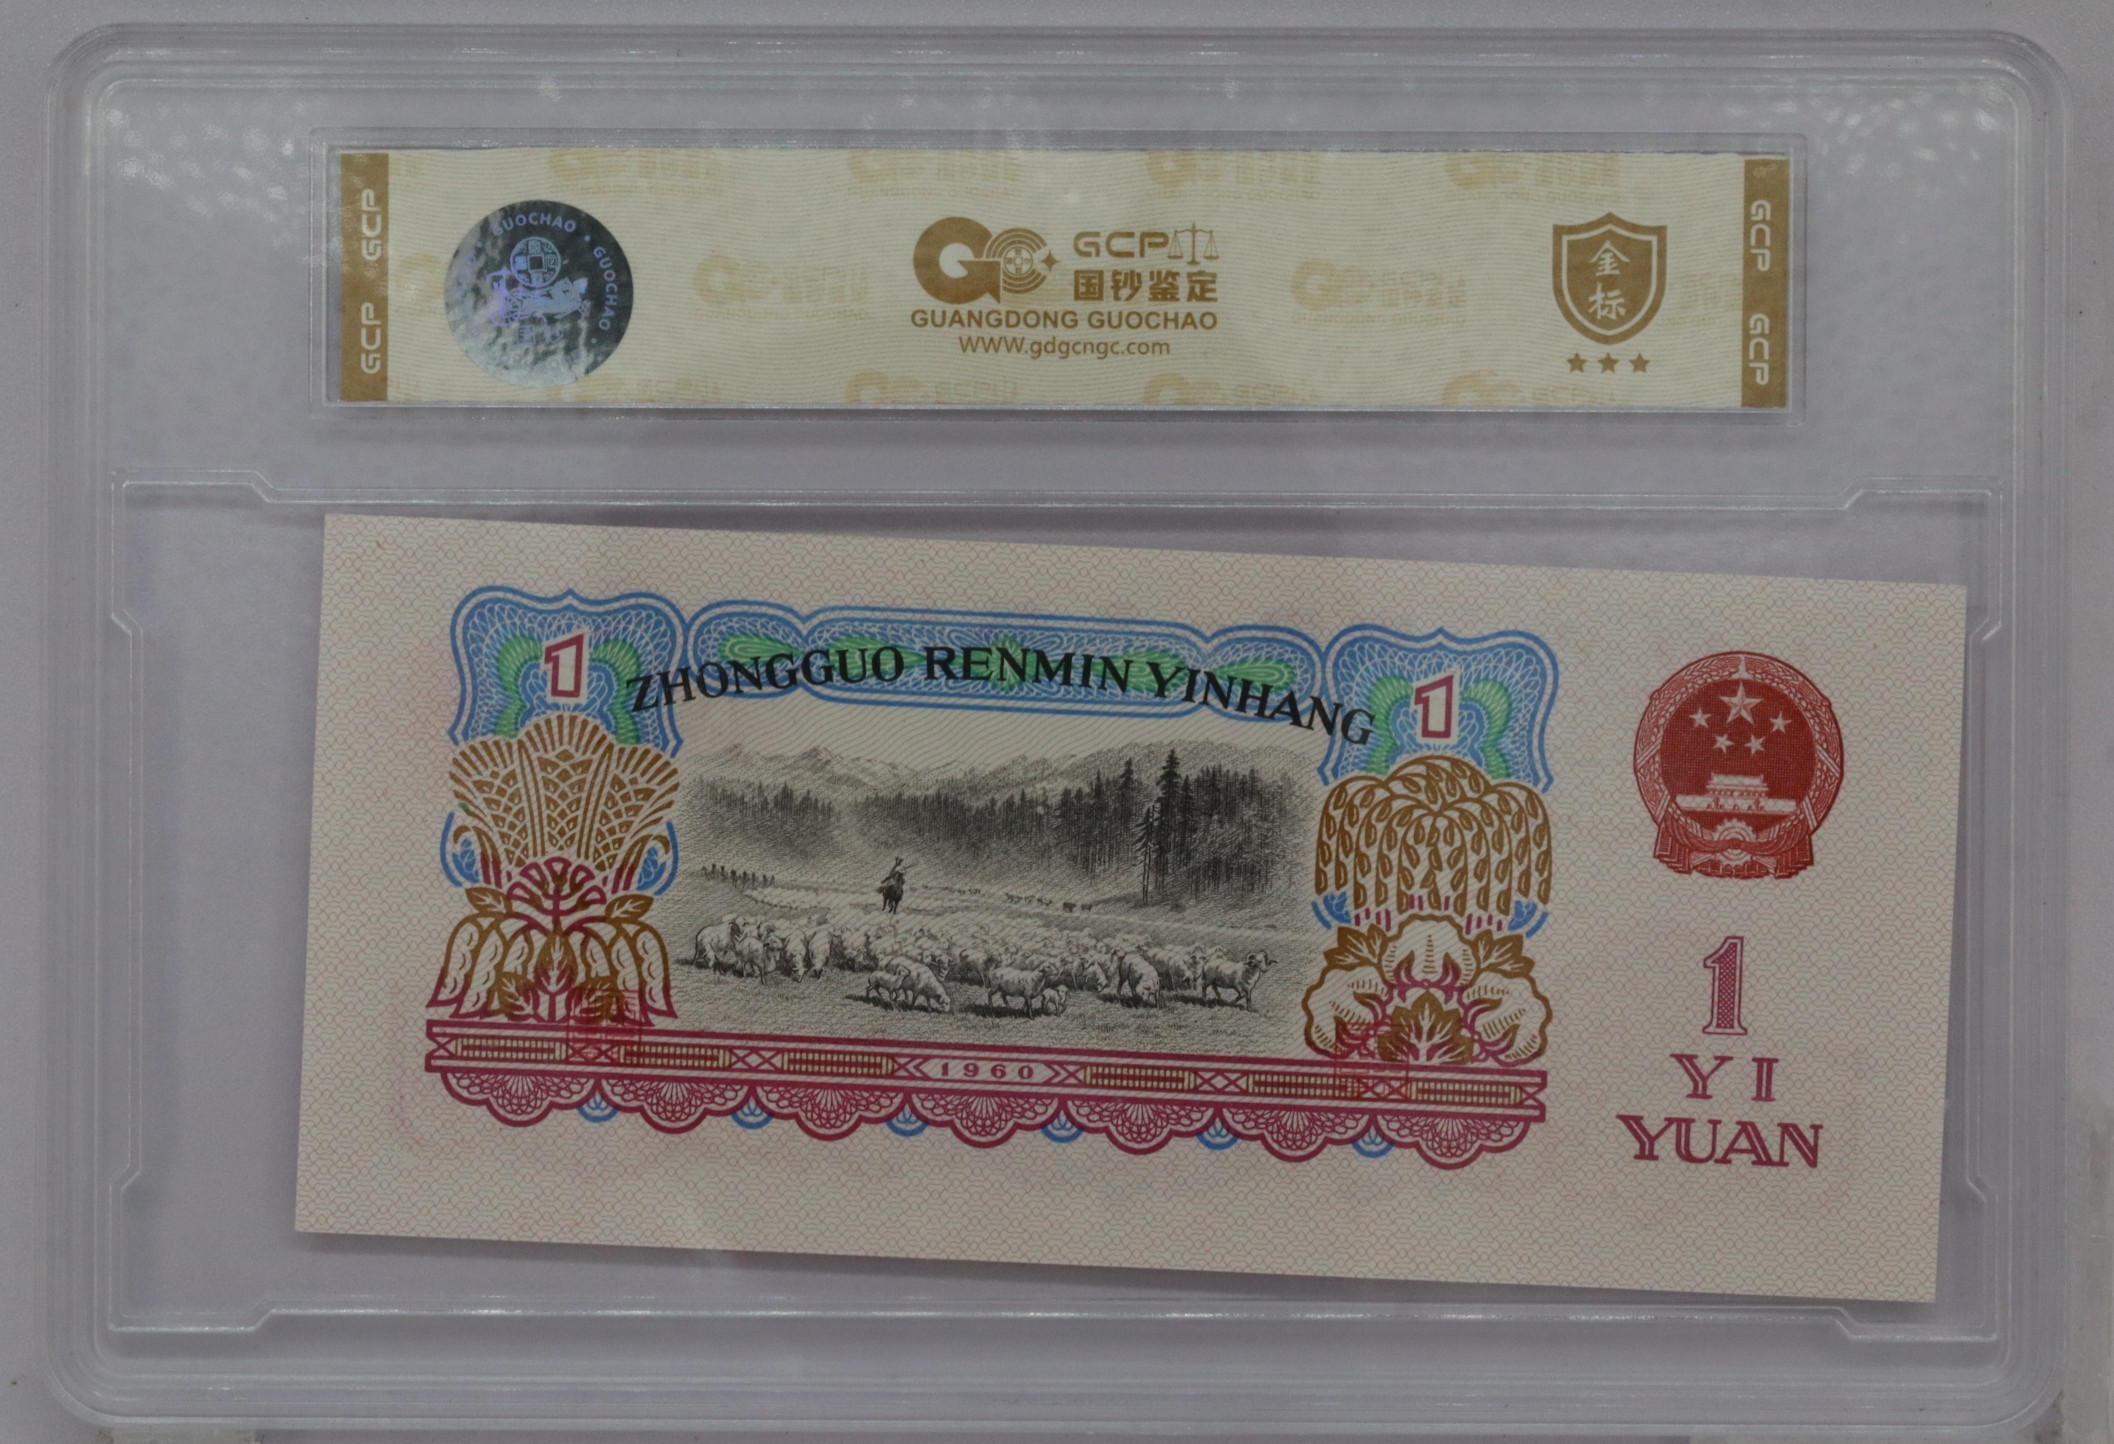 GCP GCP
GUOCHAO · GUOCHAO ·
GCP
国钞鉴定
GUANGDONG GUOCHAO
WWW.gdgcngc.com
金
标
GCP GCP
ZHONGGUO RENMIN YINHANG
1
1
1960
1
YI
YUAN